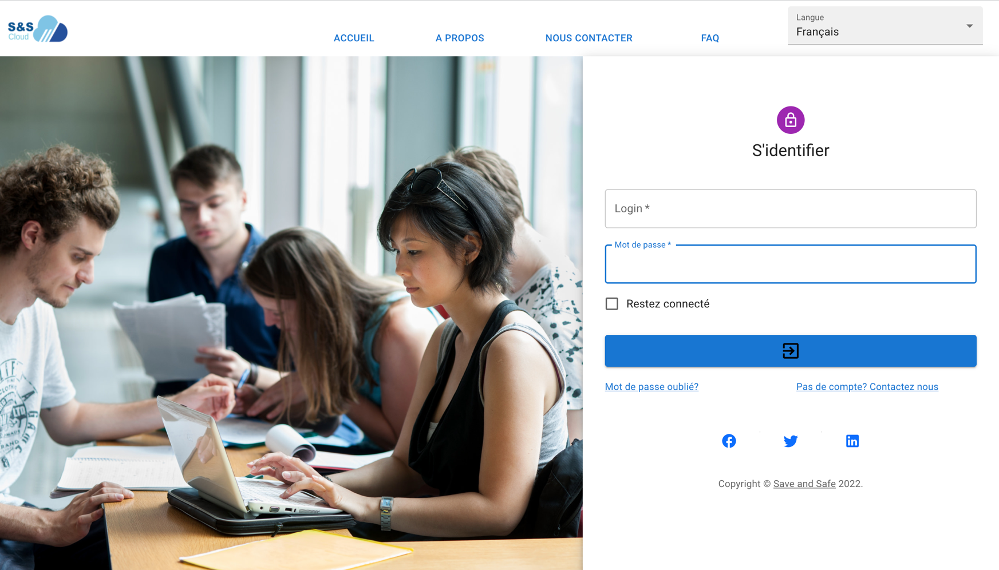 S&S
Cloud
ACCUEIL
A PROPOS
NOUS CONTACTER
FAQ
Langue
Français
S'identifier
Login *
Mot de passe *
Restez connecté
Mot de passe oublié?
Pas de compte? Contactez nous
Copyright © Save and Safe 2022.